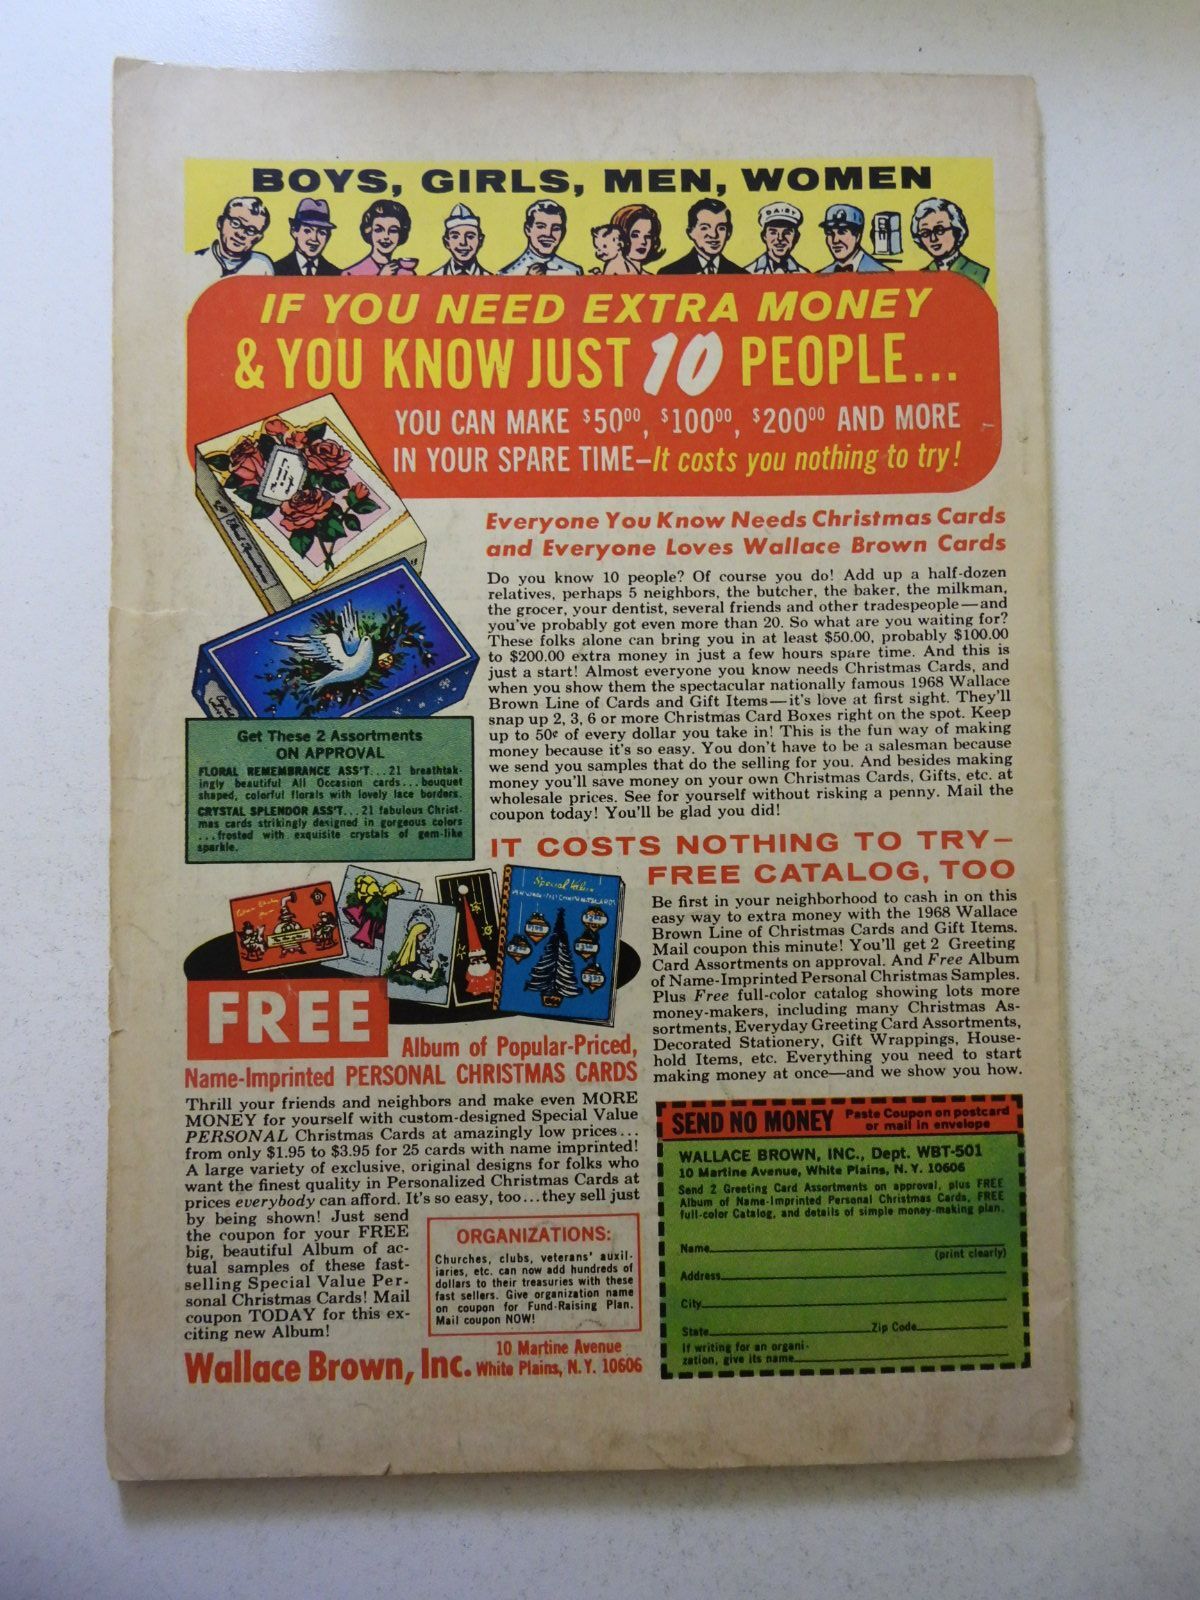 BOYS, GIRLS, MEN, WOMEN
DAIRY
IF YOU NEED EXTRA MONEY
& YOU KNOW JUST 10 PEOPLE...
YOU CAN MAKE $50⁰⁰, $100⁰⁰, $200⁰⁰ AND MORE
IN YOUR SPARE TIME—It costs you nothing to try!
Everyone You Know Needs Christmas Cards
and Everyone Loves Wallace Brown Cards
Do you know 10 people? Of course you do! Add up a half-dozen
relatives, perhaps 5 neighbors, the butcher, the baker, the milkman,
the grocer, your dentist, several friends and other tradespeople—and
you've probably got even more than 20. So what are you waiting for?
These folks alone can bring you in at least $50.00, probably $100.00
to $200.00 extra money in just a few hours spare time. And this is
just a start! Almost everyone you know needs Christmas Cards, and
when you show them the spectacular nationally famous 1968 Wallace
Brown Line of Cards and Gift Items—it's love at first sight. They'll
snap up 2, 3, 6 or more Christmas Card Boxes right on the spot. Keep
up to 50¢ of every dollar you take in! This is the fun way of making
money because it's so easy. You don't have to be a salesman because
we send you samples that do the selling for you. And besides making
money you'll save money on your own Christmas Cards, Gifts, etc. at
wholesale prices. See for yourself without risking a penny. Mail the
coupon today! You'll be glad you did!
Get These 2 Assortments
ON APPROVAL
FLORAL REMEMBRANCE ASS'T...21 breathtak-
ingly beautiful All Occasion cards...bouquet
shaped, colorful florals with lovely lace borders.
CRYSTAL SPLENDOR ASS'T...21 fabulous Christ-
mas cards strikingly designed in gorgeous colors
...frosted with exquisite crystals of gem-like
sparkle.
IT COSTS NOTHING TO TRY—
FREE CATALOG, TOO
Be first in your neighborhood to cash in on this
easy way to extra money with the 1968 Wallace
Brown Line of Christmas Cards and Gift Items.
Mail coupon this minute! You'll get 2 Greeting
Card Assortments on approval. And Free Album
of Name-Imprinted Personal Christmas Samples.
Plus Free full-color catalog showing lots more
money-makers, including many Christmas As-
sortments, Everyday Greeting Card Assortments,
Decorated Stationery, Gift Wrappings, House-
hold Items, etc. Everything you need to start
making money at once—and we show you how.
Special Value
FREE
Album of Popular-Priced,
Name-Imprinted PERSONAL CHRISTMAS CARDS
Thrill your friends and neighbors and make even MORE
MONEY for yourself with custom-designed Special Value
PERSONAL Christmas Cards at amazingly low prices...
from only $1.95 to $3.95 for 25 cards with name imprinted!
A large variety of exclusive, original designs for folks who
want the finest quality in Personalized Christmas Cards at
prices everybody can afford. It's so easy, too...they sell just
by being shown! Just send
the coupon for your FREE
big, beautiful Album of ac-
tual samples of these fast-
selling Special Value Per-
sonal Christmas Cards! Mail
coupon TODAY for this ex-
citing new Album!
ORGANIZATIONS:
Churches, clubs, veterans' auxil-
iaries, etc. can now add hundreds of
dollars to their treasuries with these
fast sellers. Give organization name
on coupon for Fund-Raising Plan.
Mail coupon NOW!
Wallace Brown, Inc.
10 Martine Avenue
White Plains, N.Y. 10606
SEND NO MONEY
Paste Coupon on postcard
or mail in envelope
WALLACE BROWN, INC., Dept. WBT-501
10 Martine Avenue, White Plains, N. Y. 10606
Send 2 Greeting Card Assortments on approval, plus FREE
Album of Name-Imprinted Personal Christmas Cards, FREE
full-color Catalog, and details of simple money-making plan.
Name
(print clearly)
Address
City
State Zip Code
If writing for an organi-
zation, give its name